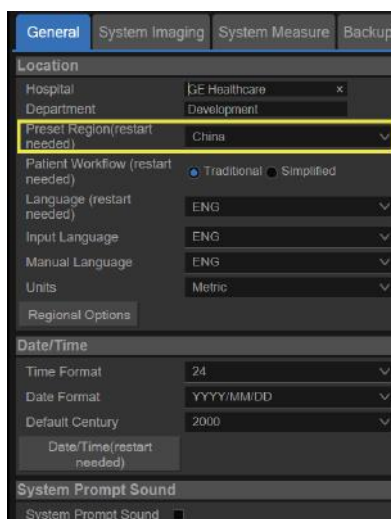 General System Imaging System Measure Backup
Location
Hospital GE Healthcare ×
Department Development
Preset Region(restart
needed) China
Patient Workflow (restart
needed) Traditional Simplified
Language (restart
needed) ENG
Input Language ENG
Manual Language ENG
Units Metric
Regional Options
Date/Time
Time Format 24
Date Format YYYY/MM/DD
Default Century 2000
Date/Time(restart
needed)
System Prompt Sound
System Prompt Sound